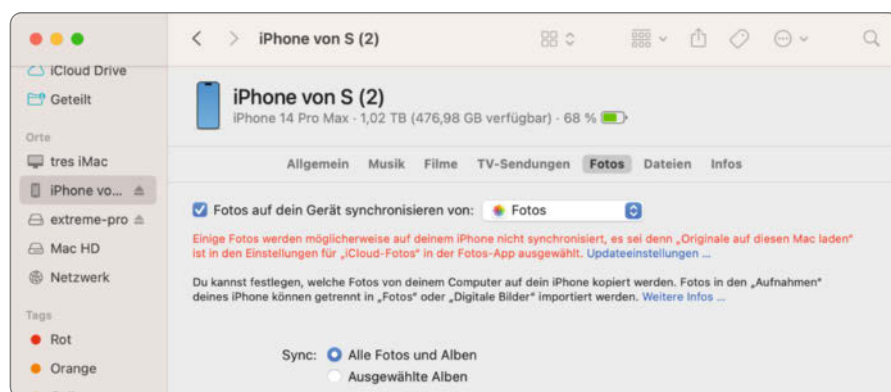 iPhone von S (2)
iCloud Drive
Geteilt
Orte
tres iMac
iPhone vo...
extreme-pro
Mac HD
Netzwerk
Tags
Rot
Orange
iPhone von S (2)
iPhone 14 Pro Max · 1,02 TB (476,98 GB verfügbar) · 68 %
Allgemein Musik Filme TV-Sendungen Fotos Dateien Infos
Fotos auf dein Gerät synchronisieren von: Fotos
Einige Fotos werden möglicherweise auf deinem iPhone nicht synchronisiert, es sei denn „Originale auf diesen Mac laden“
ist in den Einstellungen für „iCloud-Fotos“ in der Fotos-App ausgewählt. Updateeinstellungen ...
Du kannst festlegen, welche Fotos von deinem Computer auf dein iPhone kopiert werden. Fotos in den „Aufnahmen“
deines iPhone können getrennt in „Fotos“ oder „Digitale Bilder“ importiert werden. Weitere Infos ...
Sync: Alle Fotos und Alben
Ausgewählte Alben